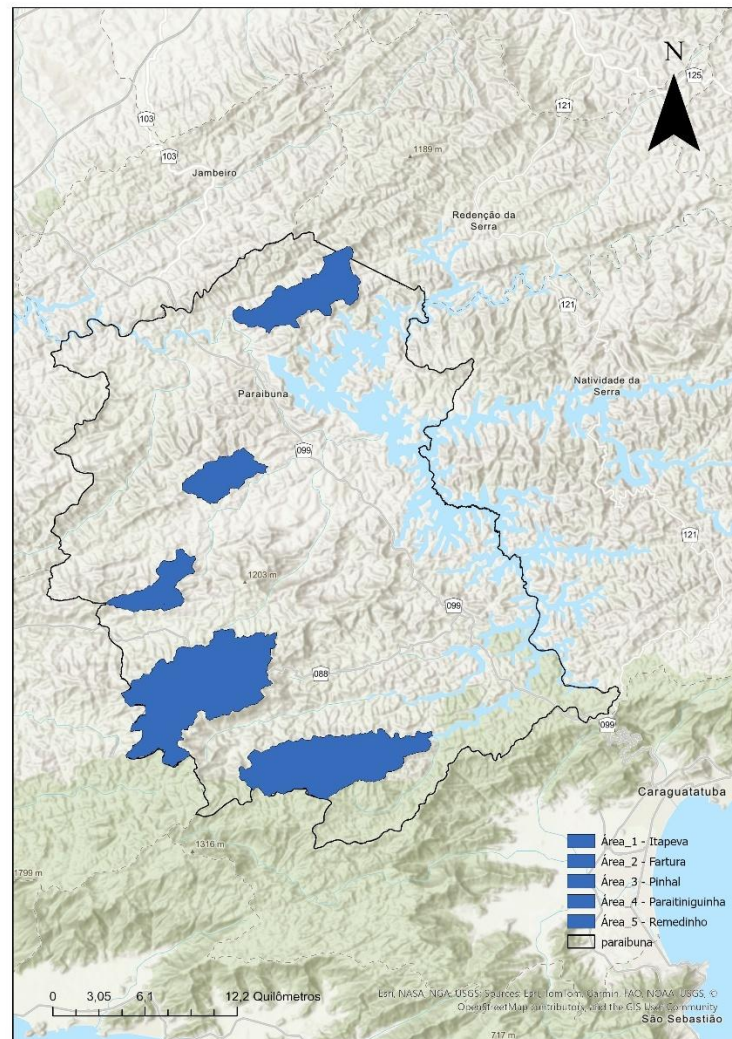 N
125
121
103
103
1189 m
Jambeiro
Redenção da
Serra
121
Natividade da
Serra
Paraibuna
099
121
1203 m
099
088
099
Caraguatatuba
1316 m
1799 m
Área_1 - Itapeva
Área_2 - Fartura
Área_3 - Pinhal
Área_4 - Paraitiniguinha
Área_5 - Remedinho
paraibuna
0 3,05 6,1 12,2 Quilômetros
Esri, NASA, NGA, USGS; Sources: Esri, TomTom, Garmin, FAO, NOAA, USGS, ©
OpenStreetMap contributors, and the GIS User Community
São Sebastião
717 m